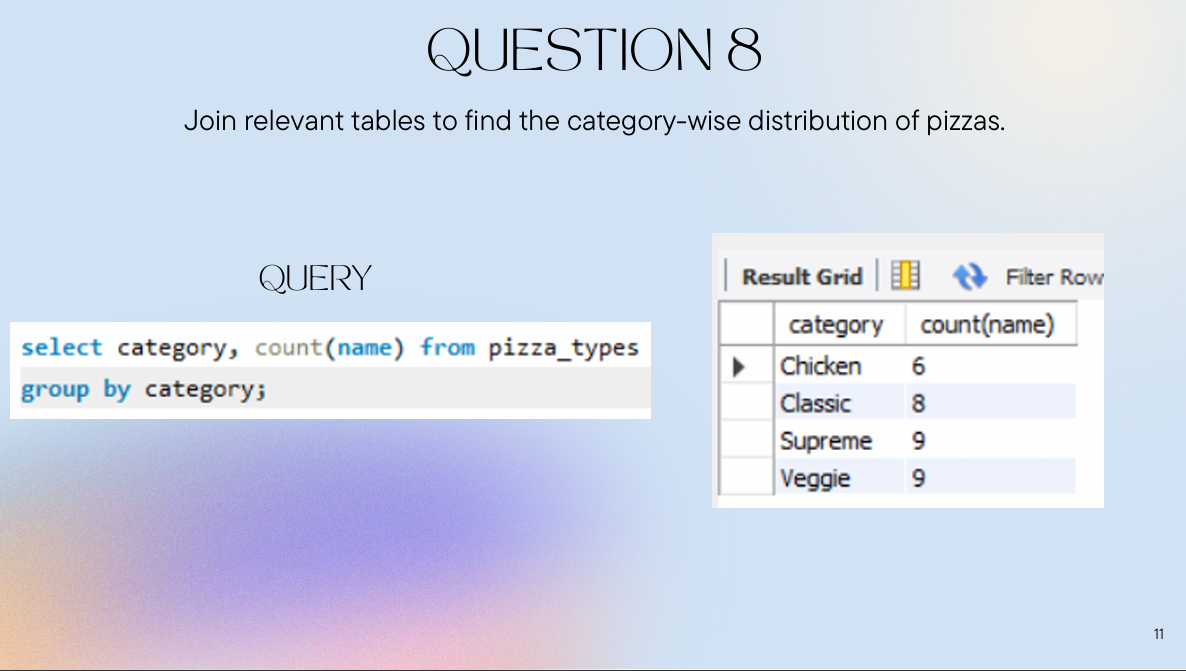 QUESTION 8
Join relevant tables to find the category-wise distribution of pizzas.
QUERY
select category, count(name) from pizza_types
group by category;
Result Grid Filter Row
category count(name)
Chicken 6
Classic 8
Supreme 9
Veggie 9
11